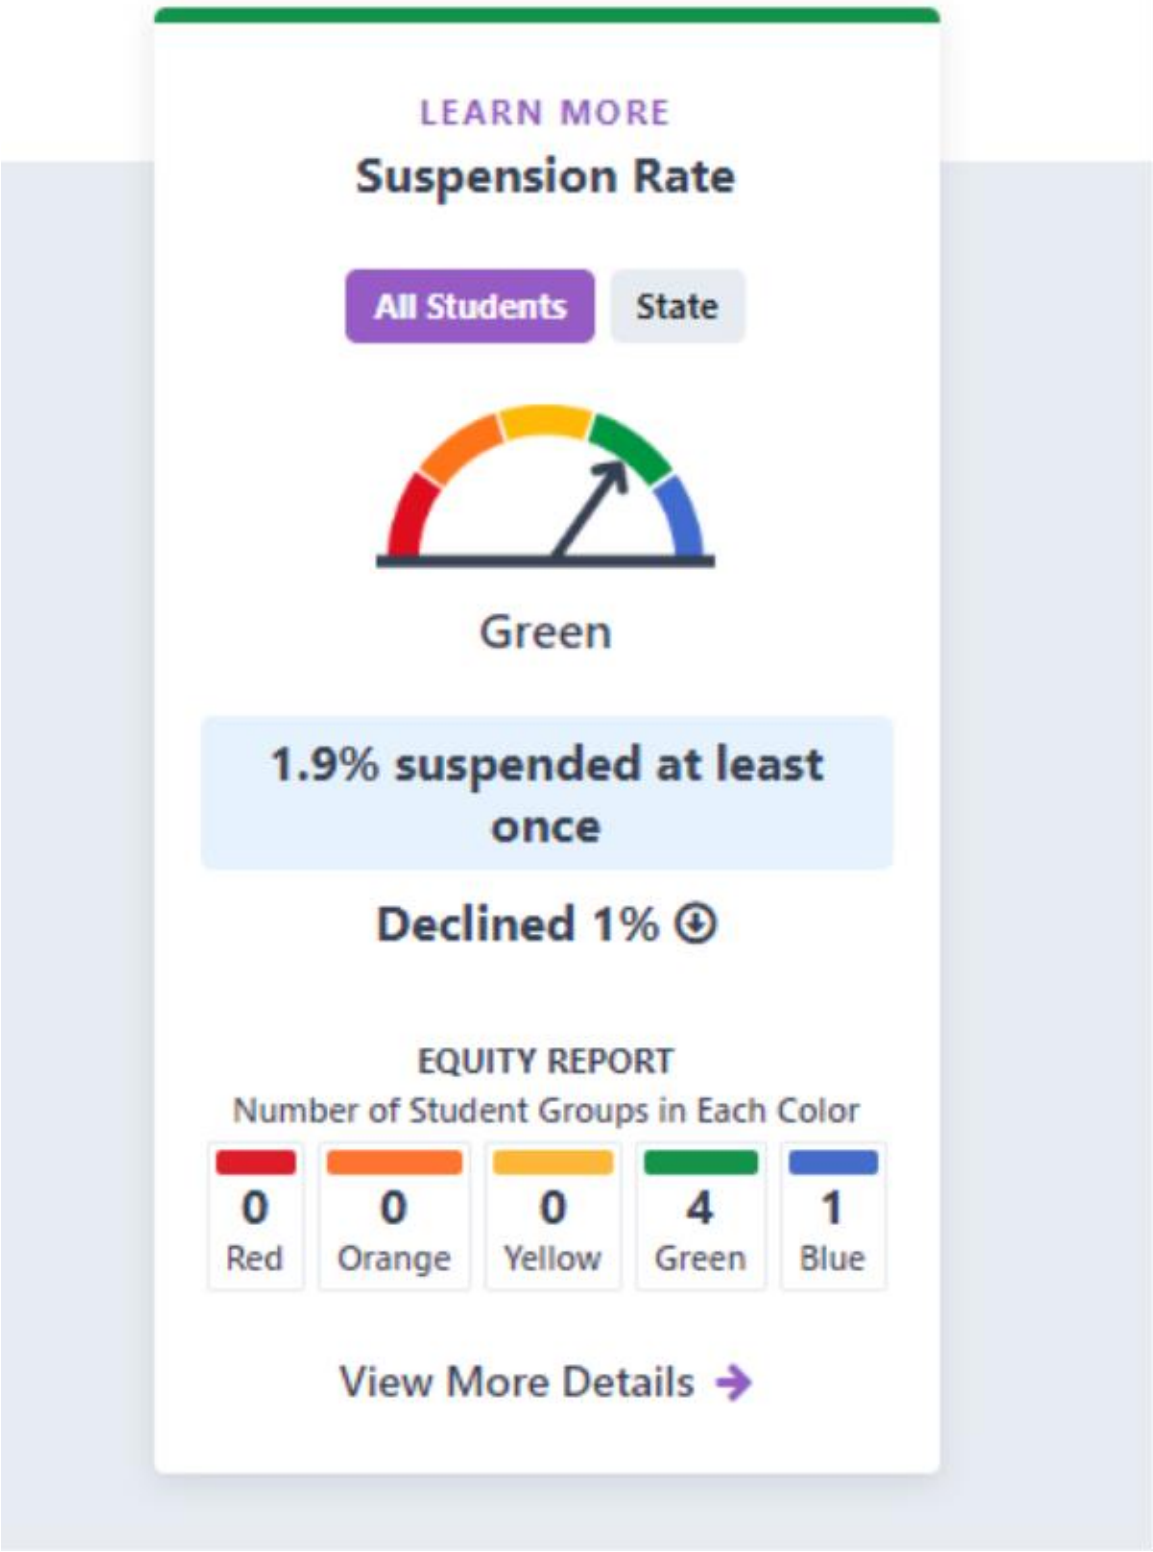 LEARN MORE
Suspension Rate
All Students State
Green
1.9% suspended at least
once
Declined 1%
EQUITY REPORT
Number of Student Groups in Each Color
0 0 0 4 1
Red Orange Yellow Green Blue
View More Details